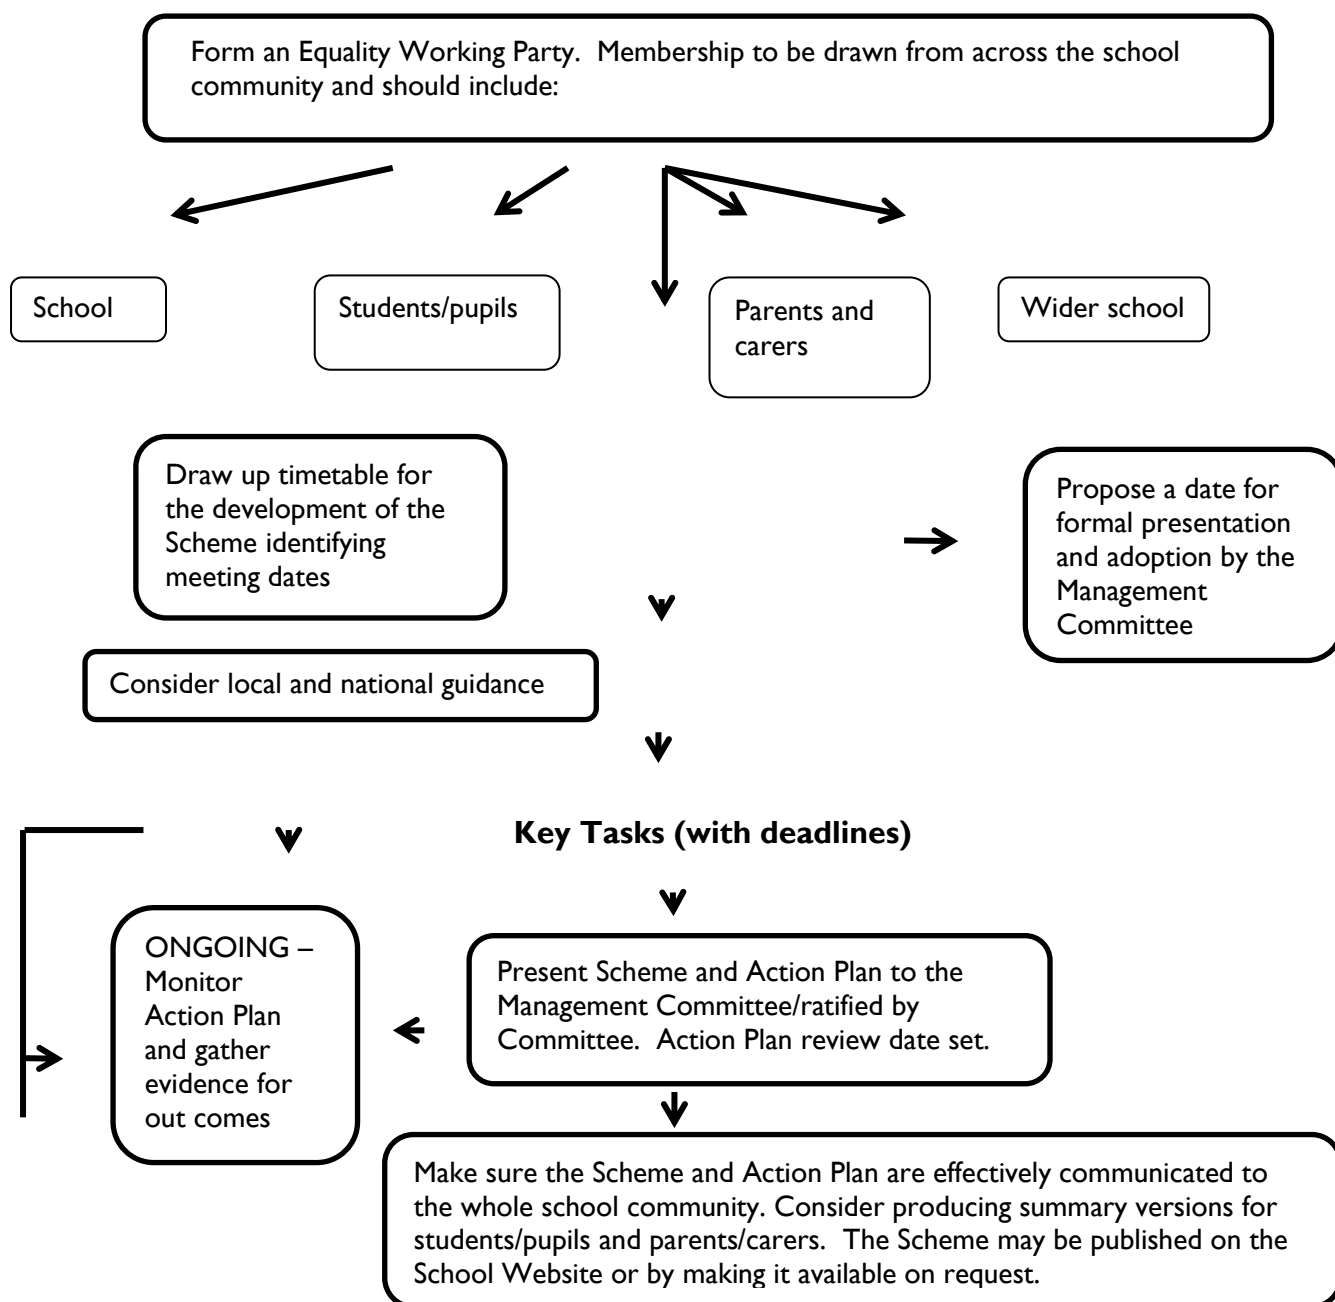 Form an Equality Working Party.  Membership to be drawn from across the school
community and should include:
School
Students/pupils
Parents and
carers
Wider school
Draw up timetable for
the development of the
Scheme identifying
meeting dates
Propose a date for
formal presentation
and adoption by the
Management
Committee
Consider local and national guidance
Key Tasks (with deadlines)
ONGOING –
Monitor
Action Plan
and gather
evidence for
out comes
Present Scheme and Action Plan to the
Management Committee/ratified by
Committee.  Action Plan review date set.
Make sure the Scheme and Action Plan are effectively communicated to
the whole school community. Consider producing summary versions for
students/pupils and parents/carers.  The Scheme may be published on the
School Website or by making it available on request.